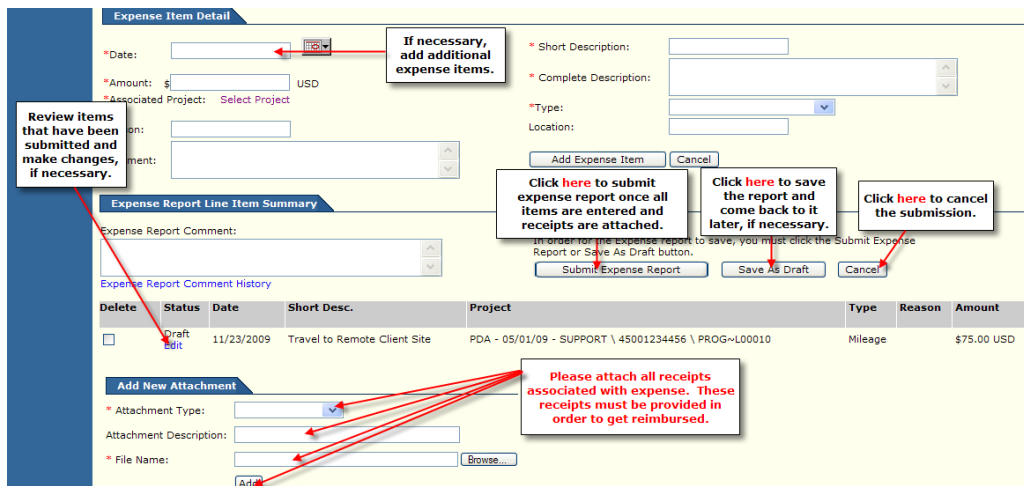 Expense Item Detail
*Date:
If necessary,
add additional
expense items.
* Short Description:
*Amount: $ USD
* Complete Description:
*Associated Project: Select Project
*Type:
Location:
Review items
that have been
submitted and
make changes,
if necessary.
Add Expense Item Cancel
Click here to submit
expense report once all
items are entered and
receipts are attached.
Click here to save
the report and
come back to it
later, if necessary.
Click here to cancel
the submission.
Expense Report Line Item Summary
Expense Report Comment:
In order for the Expense report to save, you must click the Submit Expense
Report or Save As Draft button.
Submit Expense Report Save As Draft Cancel
Expense Report Comment History
Delete Status Date Short Desc. Project Type Reason Amount
Draft
Edit
11/23/2009 Travel to Remote Client Site PDA - 05/01/09 - SUPPORT \ 45001234456 \ PROG~L00010 Mileage $75.00 USD
Add New Attachment
* Attachment Type:
Attachment Description:
* File Name: Browse...
Add
Please attach all receipts
associated with expense. These
receipts must be provided in
order to get reimbursed.